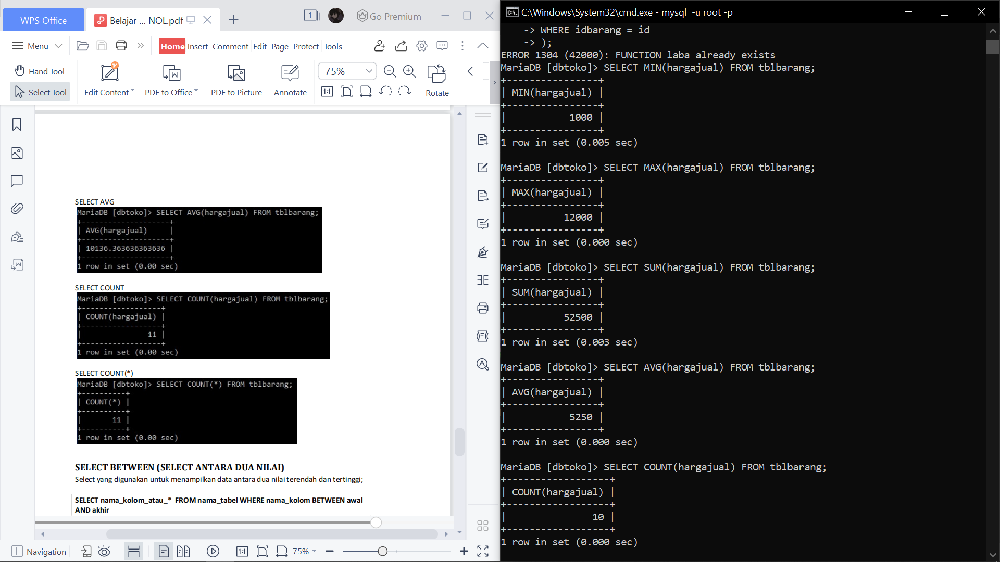 WPS Office
Belajar ... NOL.pdf
1
Go Premium
Menu
Home Insert Comment Edit Page Protect Tools
Hand Tool
Select Tool
Edit Content
PDF to Office
PDF to Picture
Annotate
75%
1:1
Rotate
SELECT AVG
MariaDB [dbtoko]> SELECT AVG(hargajual) FROM tblbarang;
+--------------------+
| AVG(hargajual)     |
+--------------------+
| 10136.363636363636 |
+--------------------+
1 row in set (0.00 sec)
SELECT COUNT
MariaDB [dbtoko]> SELECT COUNT(hargajual) FROM tblbarang;
+------------------+
| COUNT(hargajual) |
+------------------+
|               11 |
+------------------+
1 row in set (0.00 sec)
SELECT COUNT(*)
MariaDB [dbtoko]> SELECT COUNT(*) FROM tblbarang;
+----------+
| COUNT(*) |
+----------+
|       11 |
+----------+
1 row in set (0.00 sec)
SELECT BETWEEN (SELECT ANTARA DUA NILAI)
Select yang digunakan untuk menampilkan data antara dua nilai terendah dan tertinggi;
SELECT nama_kolom_atau_* FROM nama_tabel WHERE nama_kolom BETWEEN awal
AND akhir
Navigation
1:1
75%
C:\Windows\System32\cmd.exe - mysql -u root -p
    -> WHERE idbarang = id
    -> );
ERROR 1304 (42000): FUNCTION laba already exists
MariaDB [dbtoko]> SELECT MIN(hargajual) FROM tblbarang;
+----------------+
| MIN(hargajual) |
+----------------+
|           1000 |
+----------------+
1 row in set (0.005 sec)
MariaDB [dbtoko]> SELECT MAX(hargajual) FROM tblbarang;
+----------------+
| MAX(hargajual) |
+----------------+
|          12000 |
+----------------+
1 row in set (0.000 sec)
MariaDB [dbtoko]> SELECT SUM(hargajual) FROM tblbarang;
+----------------+
| SUM(hargajual) |
+----------------+
|          52500 |
+----------------+
1 row in set (0.003 sec)
MariaDB [dbtoko]> SELECT AVG(hargajual) FROM tblbarang;
+----------------+
| AVG(hargajual) |
+----------------+
|           5250 |
+----------------+
1 row in set (0.000 sec)
MariaDB [dbtoko]> SELECT COUNT(hargajual) FROM tblbarang;
+------------------+
| COUNT(hargajual) |
+------------------+
|               10 |
+------------------+
1 row in set (0.000 sec)